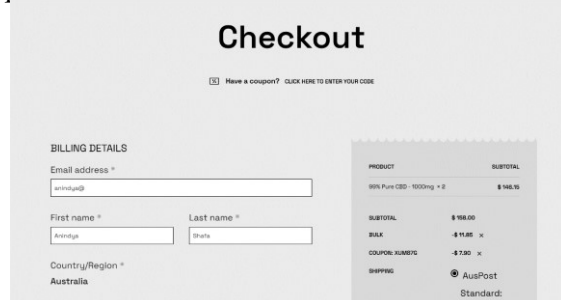 Checkout
Have a coupon? CLICK HERE TO ENTER YOUR CODE
BILLING DETAILS
Email address *
anindya@
First name *
Last name *
Anindya
Shafa
Country/Region *
Australia
PRODUCT SUBTOTAL
99% Pure CBD - 1000mg × 2 $ 146.15
SUBTOTAL $ 158.00
BULK -$ 11.85 ×
COUPON: XUMB7G -$ 7.90 ×
SHIPPING AusPost
Standard: